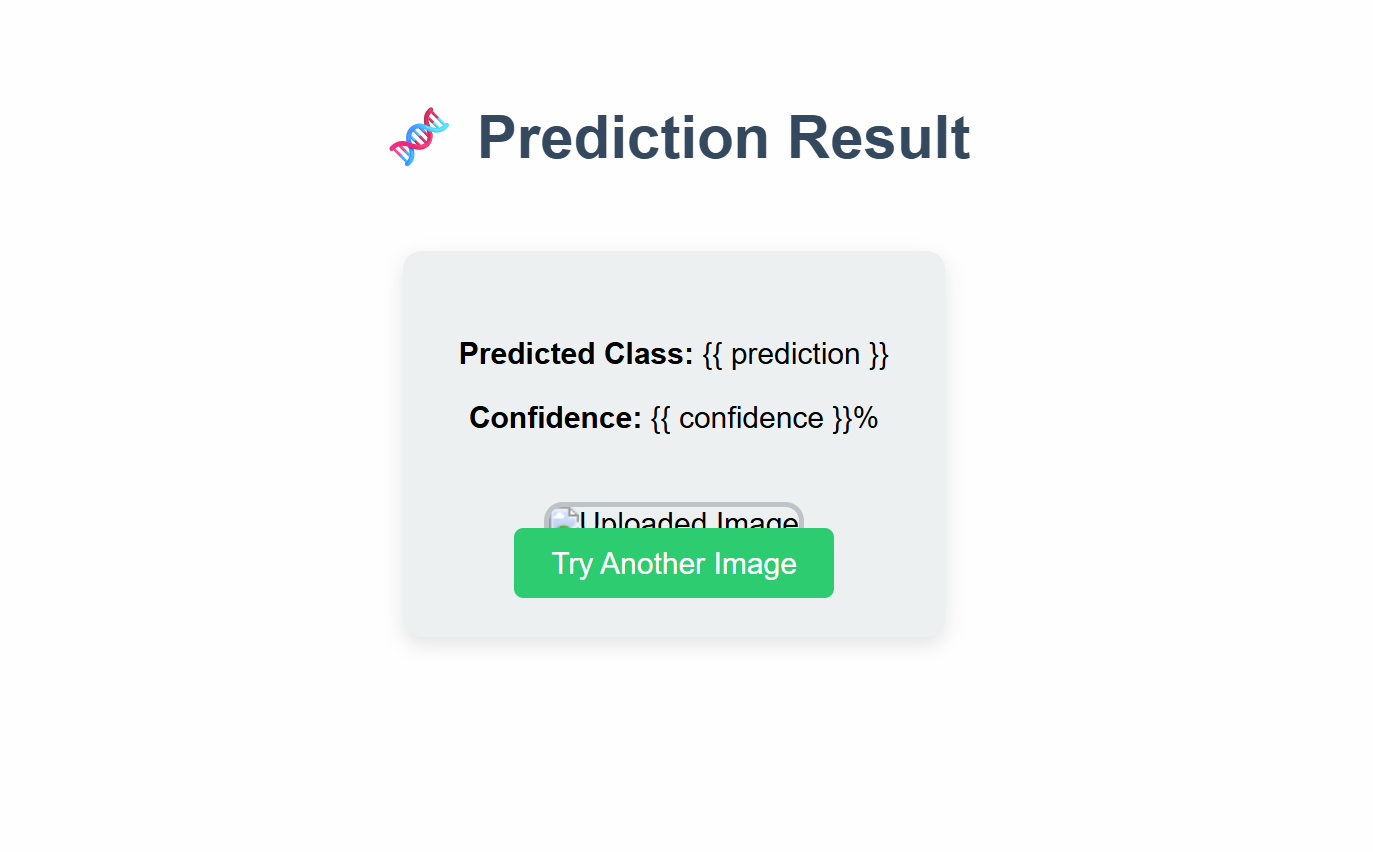 Prediction Result
Predicted Class: {{ prediction }}
Confidence: {{ confidence }}%
Uploaded Image
Try Another Image